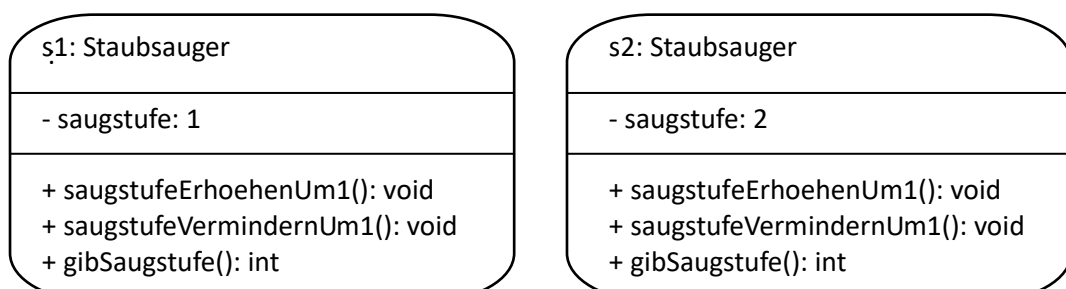 s1: Staubsauger
- saugstufe: 1
+ saugstufeErhoehenUm1(): void
+ saugstufeVermindernUm1(): void
+ gibSaugstufe(): int
s2: Staubsauger
- saugstufe: 2
+ saugstufeErhoehenUm1(): void
+ saugstufeVermindernUm1(): void
+ gibSaugstufe(): int